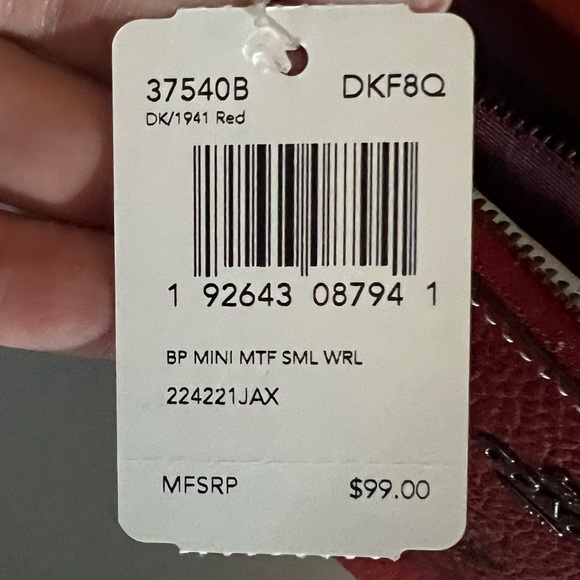 37540B DKF8Q
DK/1941 Red
1 92643 08794 1
BP MINI MTF SML WRL
224221JAX
MFSRP $99.00